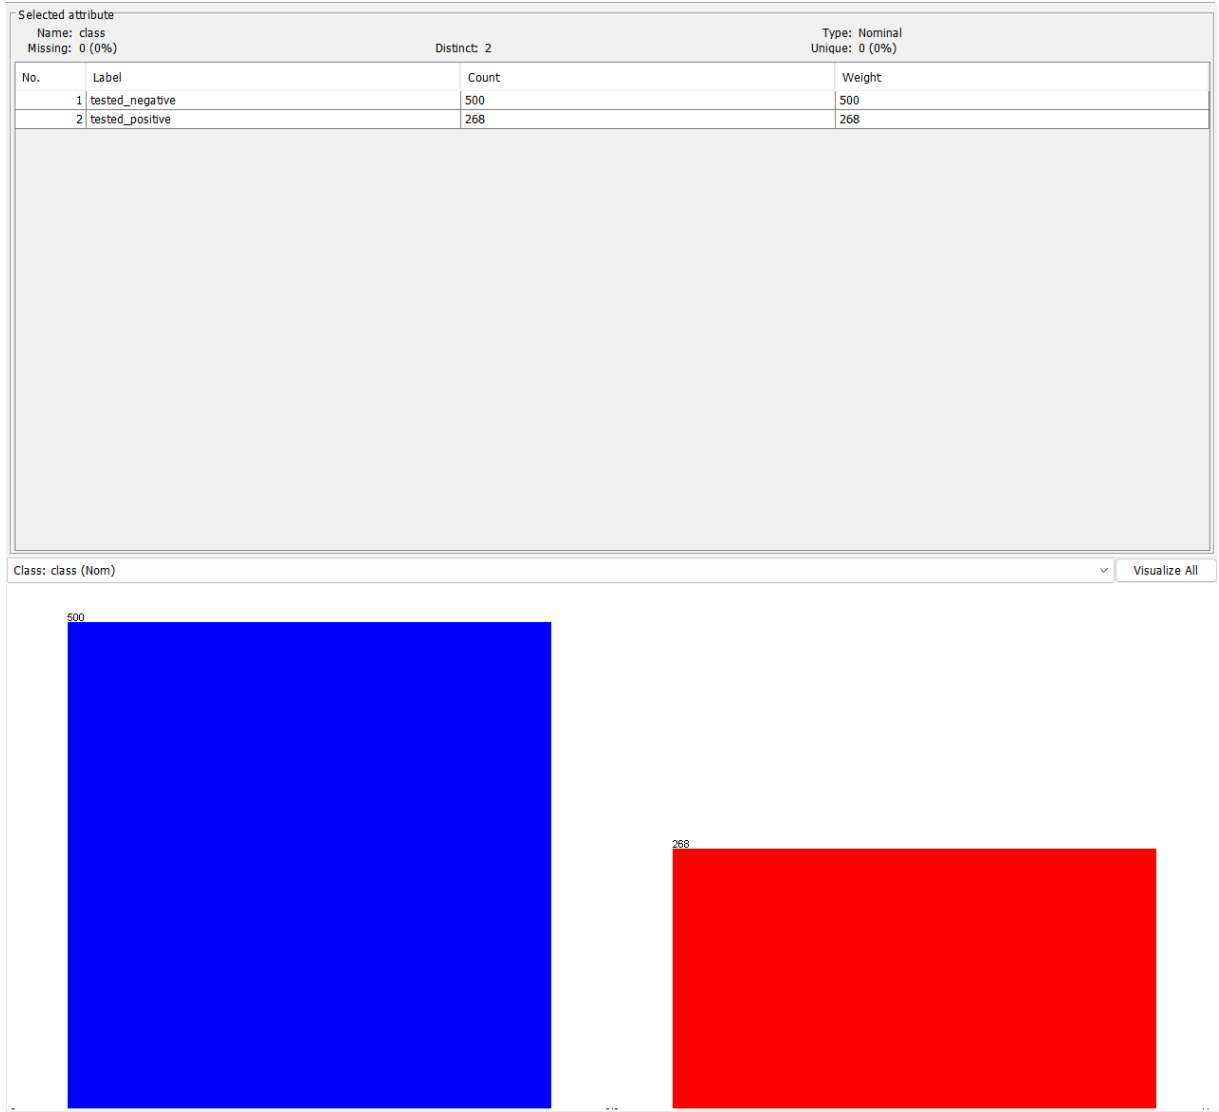 Selected attribute
Name: class Type: Nominal
Missing: 0 (0%) Distinct: 2 Unique: 0 (0%)
No. Label Count Weight
1 tested_negative 500 500
2 tested_positive 268 268
Class: class (Nom) Visualize All
500
268